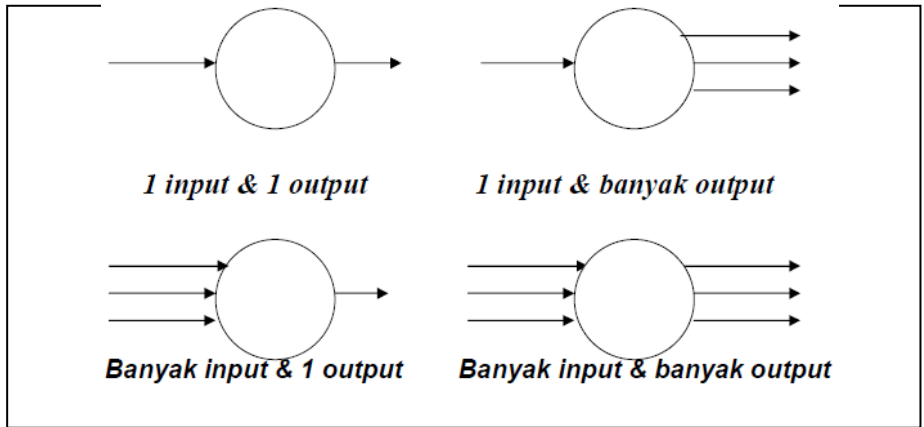 1 input & 1 output
1 input & banyak output
Banyak input & 1 output
Banyak input & banyak output